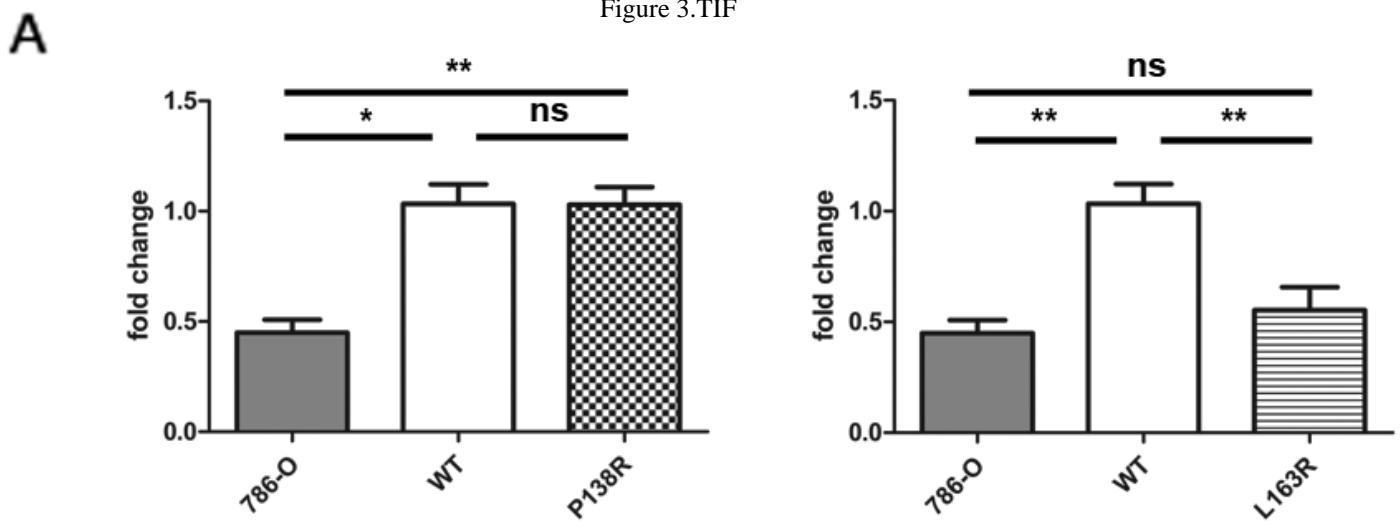 Figure 3.TIF
A
**
*
ns
fold change
1.5
1.0
0.5
0.0
786-O
WT
P138R
ns
**
**
fold change
1.5
1.0
0.5
0.0
786-O
WT
L163R